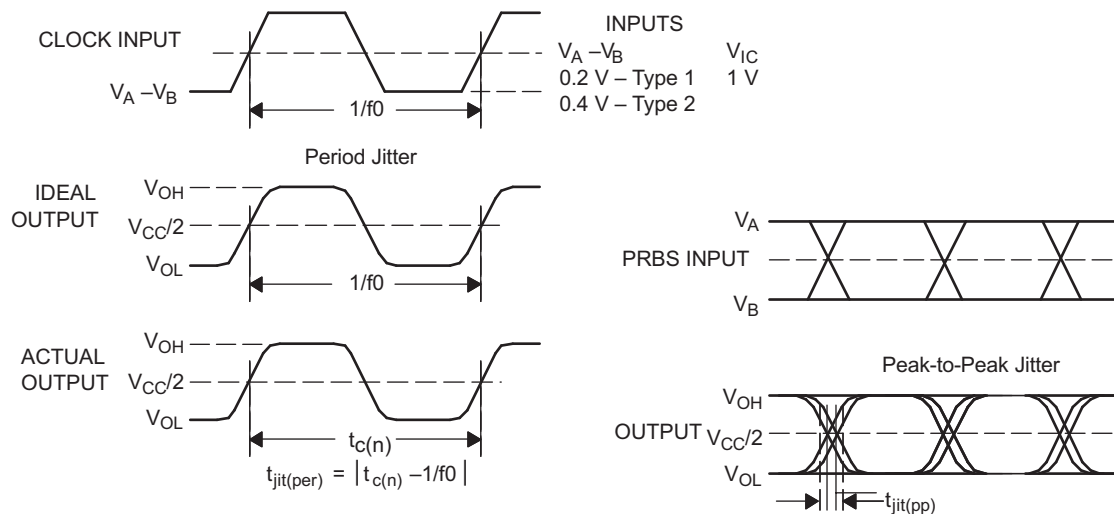 CLOCK INPUT
INPUTS
V_A –V_B
V_IC
0.2 V – Type 1
1 V
0.4 V – Type 2
V_A –V_B
1/f0
Period Jitter
IDEAL
OUTPUT
V_OH
V_CC/2
V_OL
1/f0
ACTUAL
OUTPUT
V_OH
V_CC/2
V_OL
t_c(n)
t_jit(per) = | t_c(n) –1/f0 |
V_A
PRBS INPUT
V_B
Peak-to-Peak Jitter
V_OH
OUTPUT V_CC/2
V_OL
t_jit(pp)